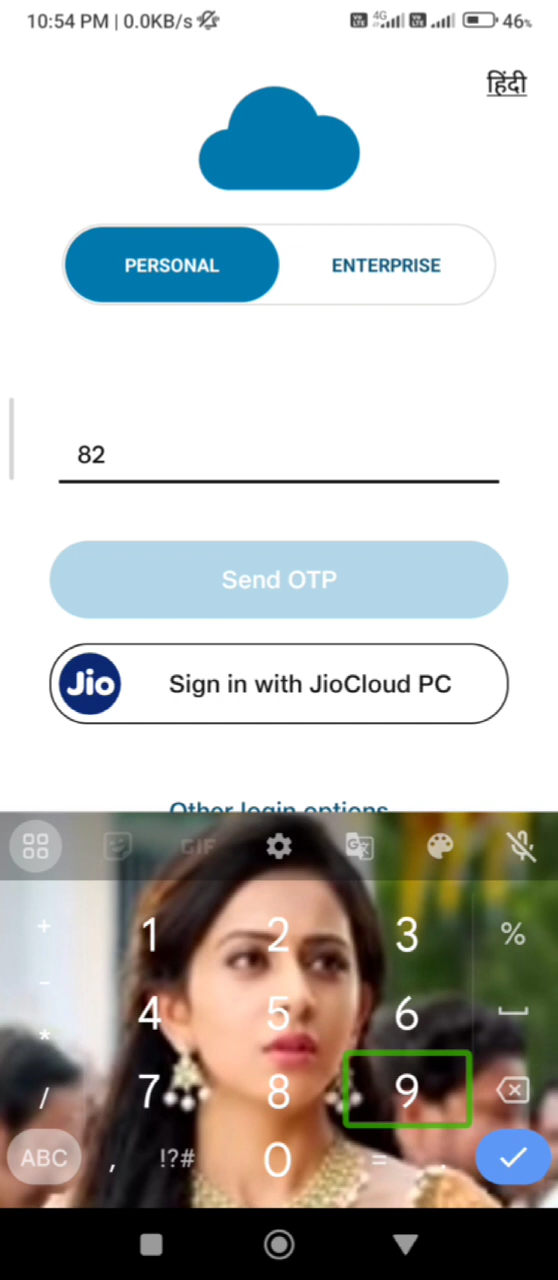 10:54 PM | 0.0KB/s 4G 46%
हिंदी
PERSONAL ENTERPRISE
82
Send OTP
Jio Sign in with JioCloud PC
Other login options
GIF
+ 1 2 3 %
- 4 5 6
*
/ 7 8 9
ABC , !?# 0 = .